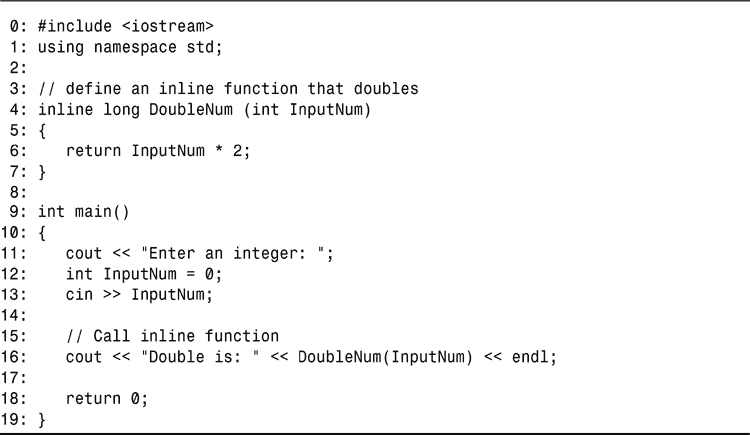 0: #include <iostream>
1: using namespace std;
2:
3: // define an inline function that doubles
4: inline long DoubleNum (int InputNum)
5: {
6:    return InputNum * 2;
7: }
8:
9: int main()
10: {
11:    cout << "Enter an integer: ";
12:    int InputNum = 0;
13:    cin >> InputNum;
14:
15:    // Call inline function
16:    cout << "Double is: " << DoubleNum(InputNum) << endl;
17:
18:    return 0;
19: }